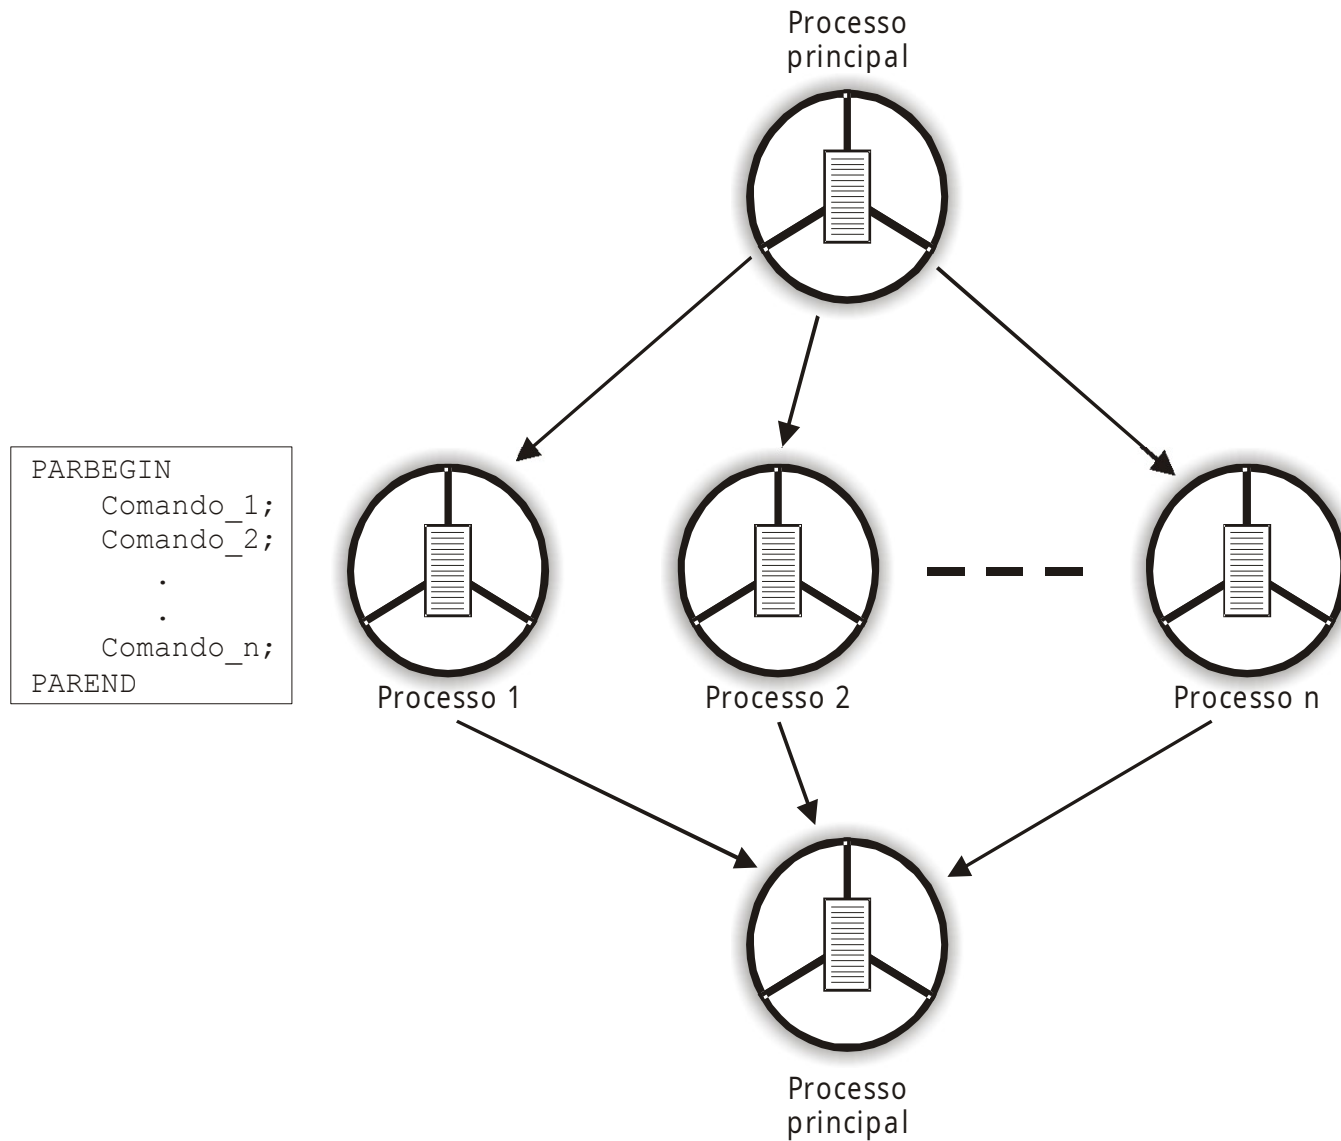 Processo
principal
PARBEGIN
Comando_1;
Comando_2;
.
.
Comando_n;
PAREND
Processo 1
Processo 2
Processo n
Processo
principal